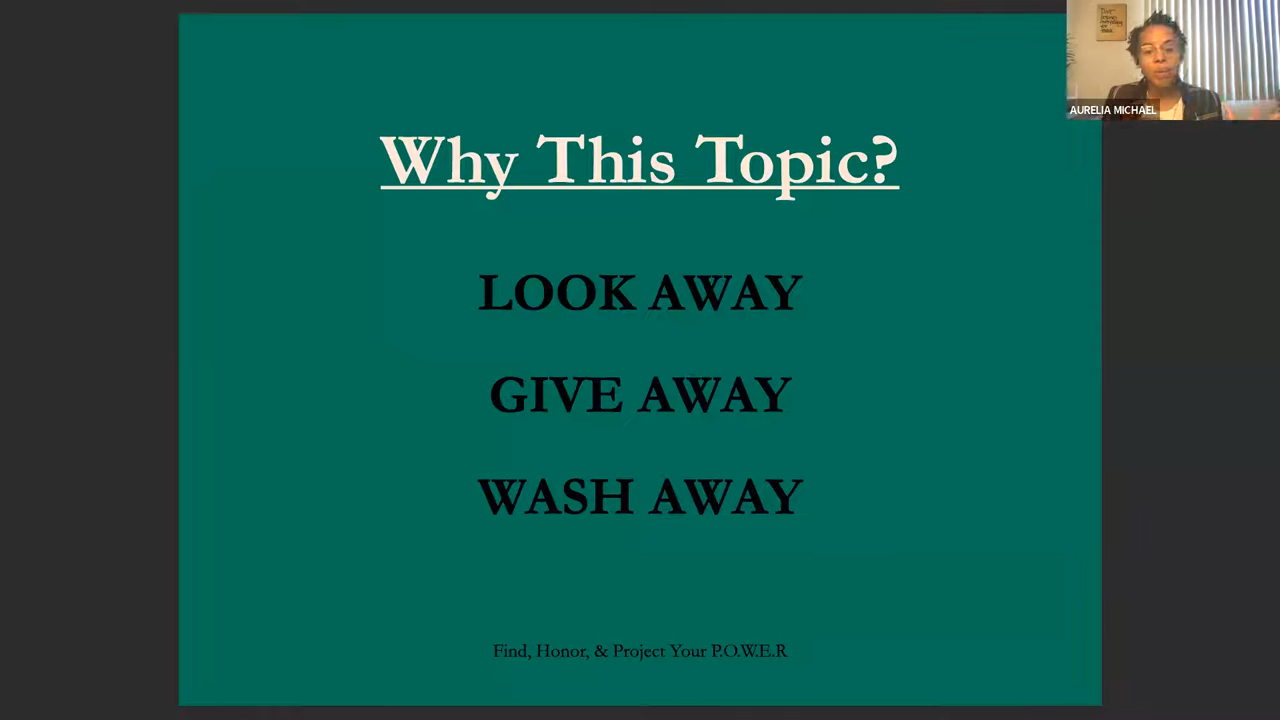 Why This Topic?
AURELIA MICHAEL
LOOK AWAY
GIVE AWAY
WASH AWAY
Find, Honor, & Project Your P.O.W.E.R